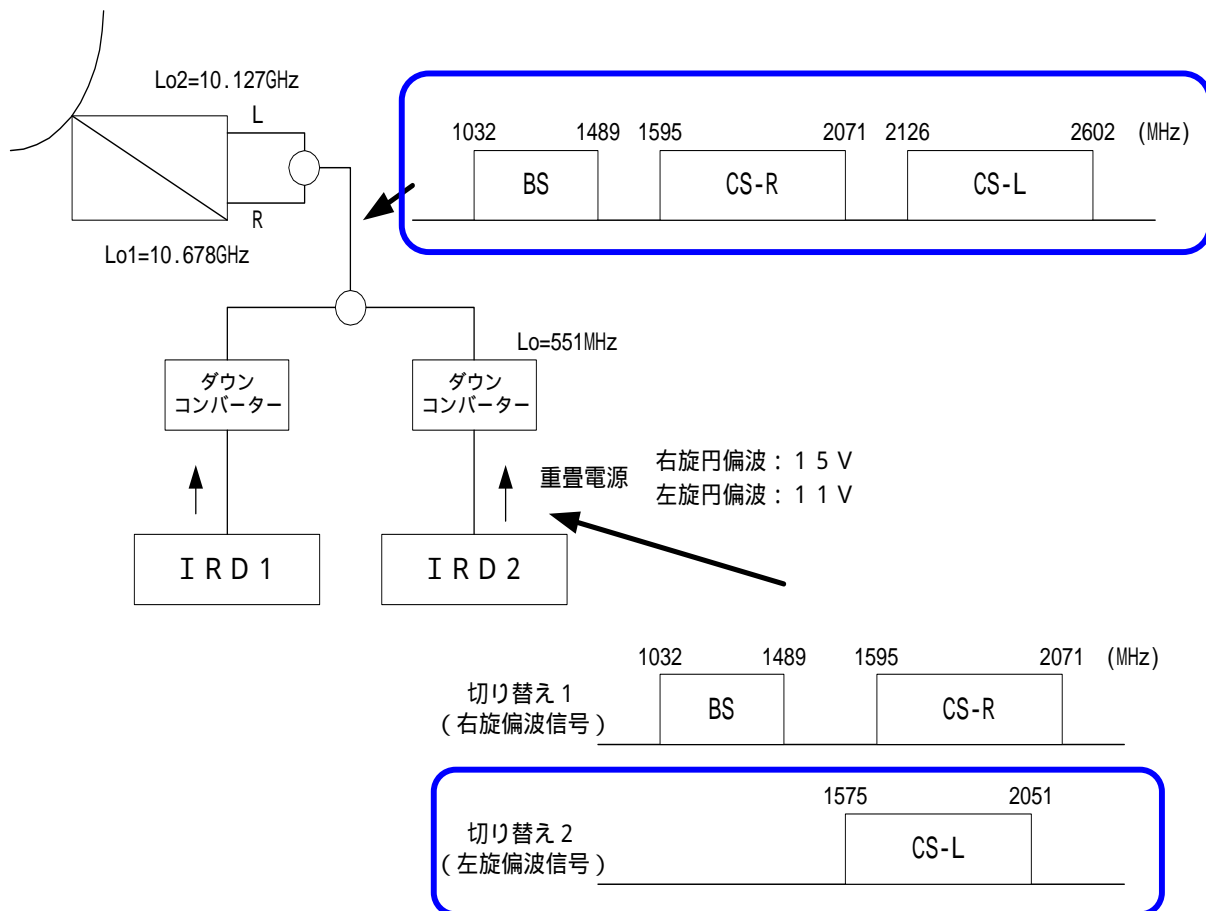 Lo2=10.127GHz
L
R
Lo1=10.678GHz
1032 1489 1595 2071 2126 2602 (MHz)
BS CS-R CS-L
Lo=551MHz
ダウン
コンバーター
ダウン
コンバーター
重畳電源
右旋円偏波：１５Ｖ
左旋円偏波：１１Ｖ
ＩＲＤ１
ＩＲＤ２
1032 1489 1595 2071 (MHz)
切り替え１
（右旋偏波信号）
BS CS-R
1575 2051
切り替え２
（左旋偏波信号）
CS-L